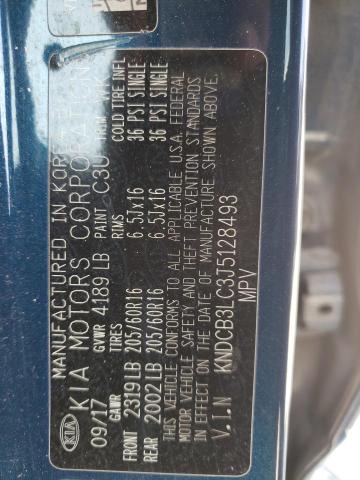 MANUFACTURED IN KOREA
KIA KIA MOTORS CORPORATION
09/17 GVWR 4189 LB PAINT C3U TRIM
GAWR TIRES RIMS COLD TIRE INFL
FRONT 2319 LB 205/60R16 6.5Jx16 36 PSI SINGLE
REAR 2002 LB 205/60R16 6.5Jx16 36 PSI SINGLE
THIS VEHICLE CONFORMS TO ALL APPLICABLE U.S.A. FEDERAL
MOTOR VEHICLE SAFETY AND THEFT PREVENTION STANDARDS
IN EFFECT ON THE DATE OF MANUFACTURE SHOWN ABOVE.
V.I.N KNDCB3LC3J5128493
MPV